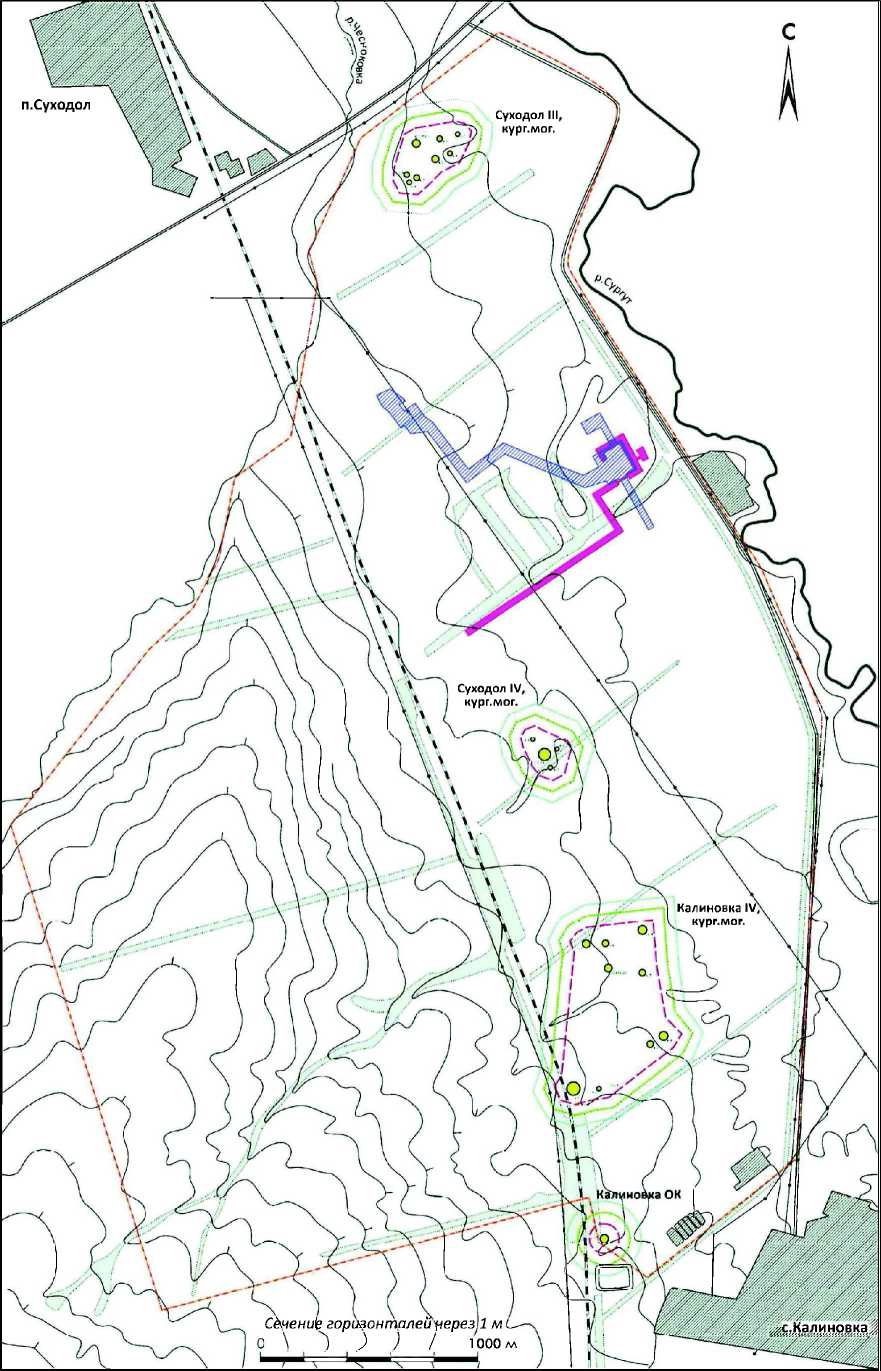 С
р.Чесноковка
п.Суходол
Суходол III,
кург.мог.
р.Сургут
Суходол IV,
кург.мог.
Калиновка IV,
кург.мог.
Калиновка ОК
с.Калиновка
Сечение горизонталей нерез 1 м
0
1000 м